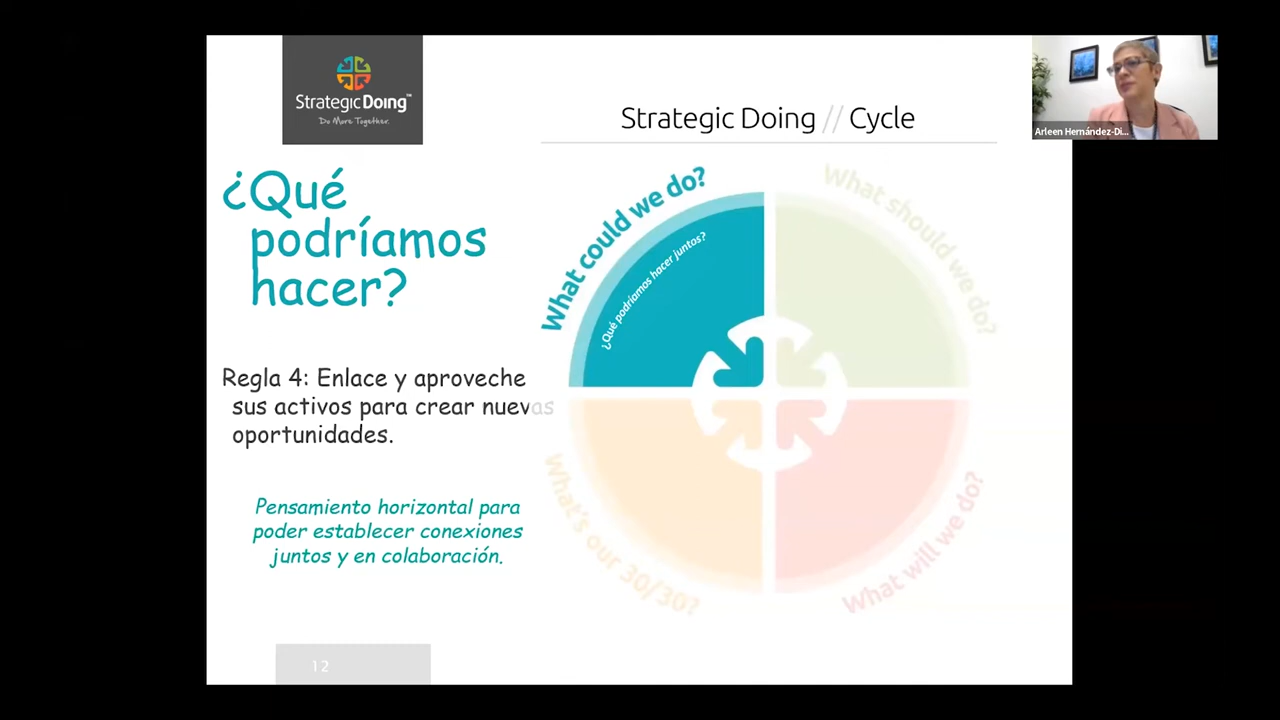 StrategicDoing™
Do More Together.
Strategic Doing // Cycle
Arleen Hernández-Di...
¿Qué
podríamos
hacer?
What could we do?
¿Qué podríamos hacer juntos?
What should we do?
Regla 4: Enlace y aproveche
sus activos para crear nuevas
oportunidades.
Pensamiento horizontal para
poder establecer conexiones
juntos y en colaboración.
What's our 30/30?
What will we do?
12